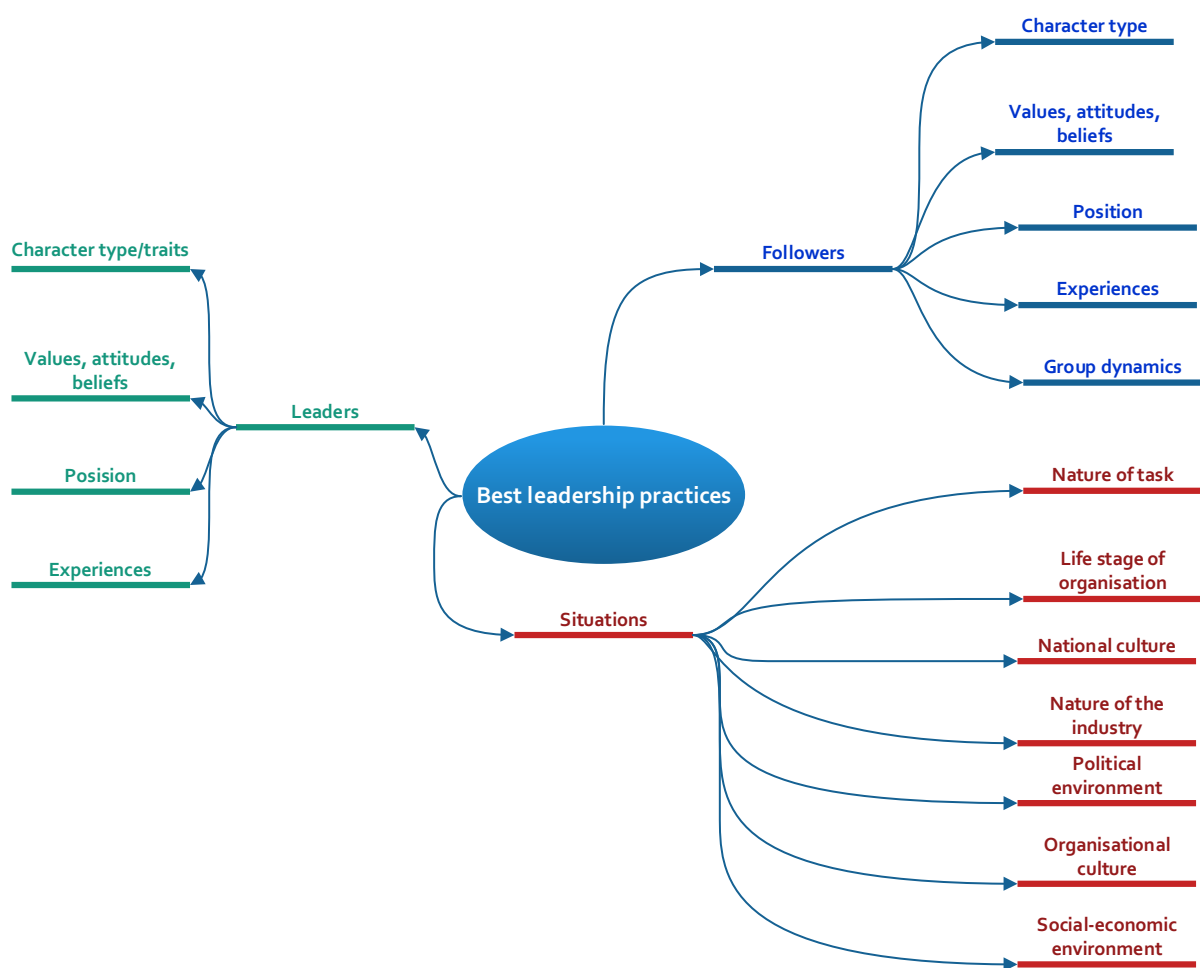 Best leadership practices
Followers
Character type
Values, attitudes,
beliefs
Position
Experiences
Group dynamics
Leaders
Character type/traits
Values, attitudes,
beliefs
Posision
Experiences
Situations
Nature of task
Life stage of
organisation
National culture
Nature of the
industry
Political
environment
Organisational
culture
Social-economic
environment